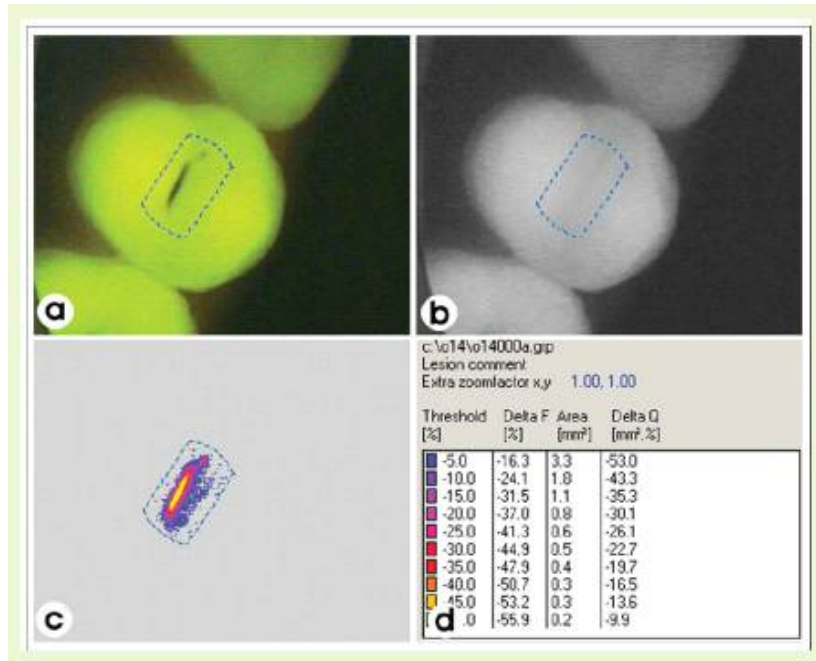 a
b
c
c:\o14\o14000a.grp
Lesion comment
Extra zoomfactor x,y 1.00, 1.00
Threshold Delta F Area Delta Q
[%] [%] [mm²] [mm².%]
-5.0 -16.3 3.3 -53.0
-10.0 -24.1 1.8 -43.3
-15.0 -31.5 1.1 -35.3
-20.0 -37.0 0.8 -30.1
-25.0 -41.3 0.6 -26.1
-30.0 -44.9 0.5 -22.7
-35.0 -47.9 0.4 -19.7
-40.0 -50.7 0.3 -16.5
45.0 -53.2 0.3 -13.6
.0 -55.9 0.2 -9.9
d